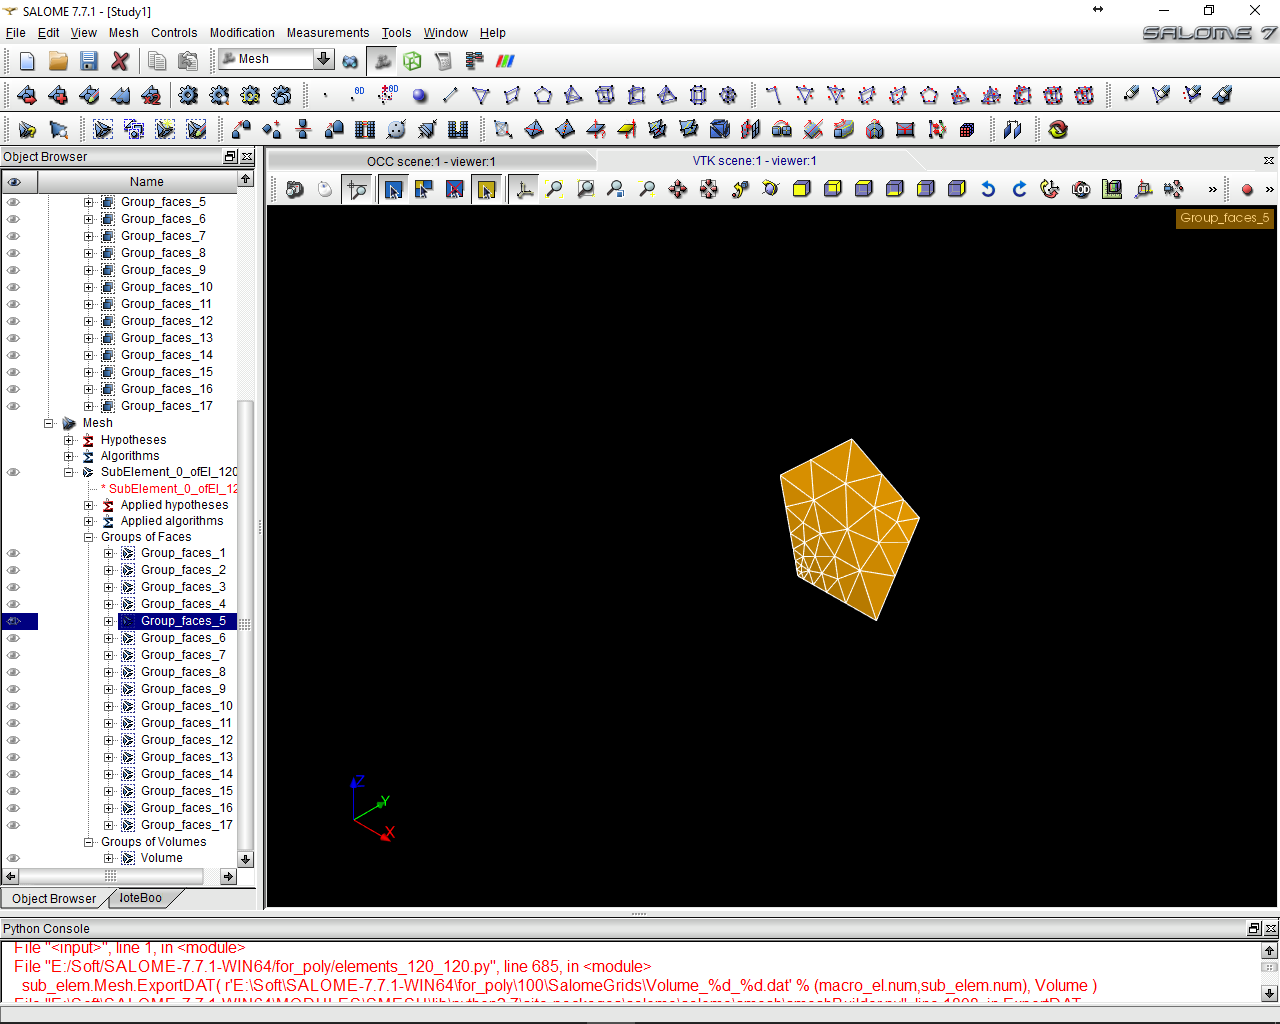 SALOME 7.7.1 - [Study1]
File Edit View Mesh Controls Modification Measurements Tools Window Help
SALOME 7
Mesh
Object Browser
OCC scene:1 - viewer:1
VTK scene:1 - viewer:1
Name
Group_faces_5
Group_faces_6
Group_faces_7
Group_faces_8
Group_faces_9
Group_faces_10
Group_faces_11
Group_faces_12
Group_faces_13
Group_faces_14
Group_faces_15
Group_faces_16
Group_faces_17
Mesh
Hypotheses
Algorithms
SubElement_0_ofEl_120
* SubElement_0_ofEl_12
Applied hypotheses
Applied algorithms
Groups of Faces
Group_faces_1
Group_faces_2
Group_faces_3
Group_faces_4
Group_faces_5
Group_faces_6
Group_faces_7
Group_faces_8
Group_faces_9
Group_faces_10
Group_faces_11
Group_faces_12
Group_faces_13
Group_faces_14
Group_faces_15
Group_faces_16
Group_faces_17
Groups of Volumes
Volume
Object Browser
NoteBoo
Group_faces_5
Z
Y
X
Python Console
File "<input>", line 1, in <module>
File "E:/Soft/SALOME-7.7.1-WIN64/for_poly/elements_120_120.py", line 685, in <module>
sub_elem.Mesh.ExportDAT( r'E:\Soft\SALOME-7.7.1-WIN64\for_poly\100\SalomeGrids\Volume_%d_%d.dat' % (macro_el.num,sub_elem.num), Volume )